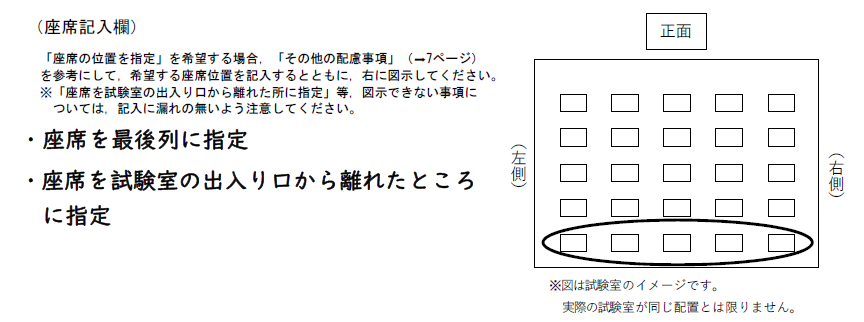 （座席記入欄）
「座席の位置を指定」を希望する場合，「その他の配慮事項」（➡7ページ）
を参考にして，希望する座席位置を記入するとともに，右に図示してください。
※「座席を試験室の出入り口から離れた所に指定」等，図示できない事項に
ついては，記入に漏れの無いよう注意してください。
・座席を最後列に指定
・座席を試験室の出入り口から離れたところ
に指定
正面
（左側）
（右側）
※図は試験室のイメージです。
実際の試験室が同じ配置とは限りません。